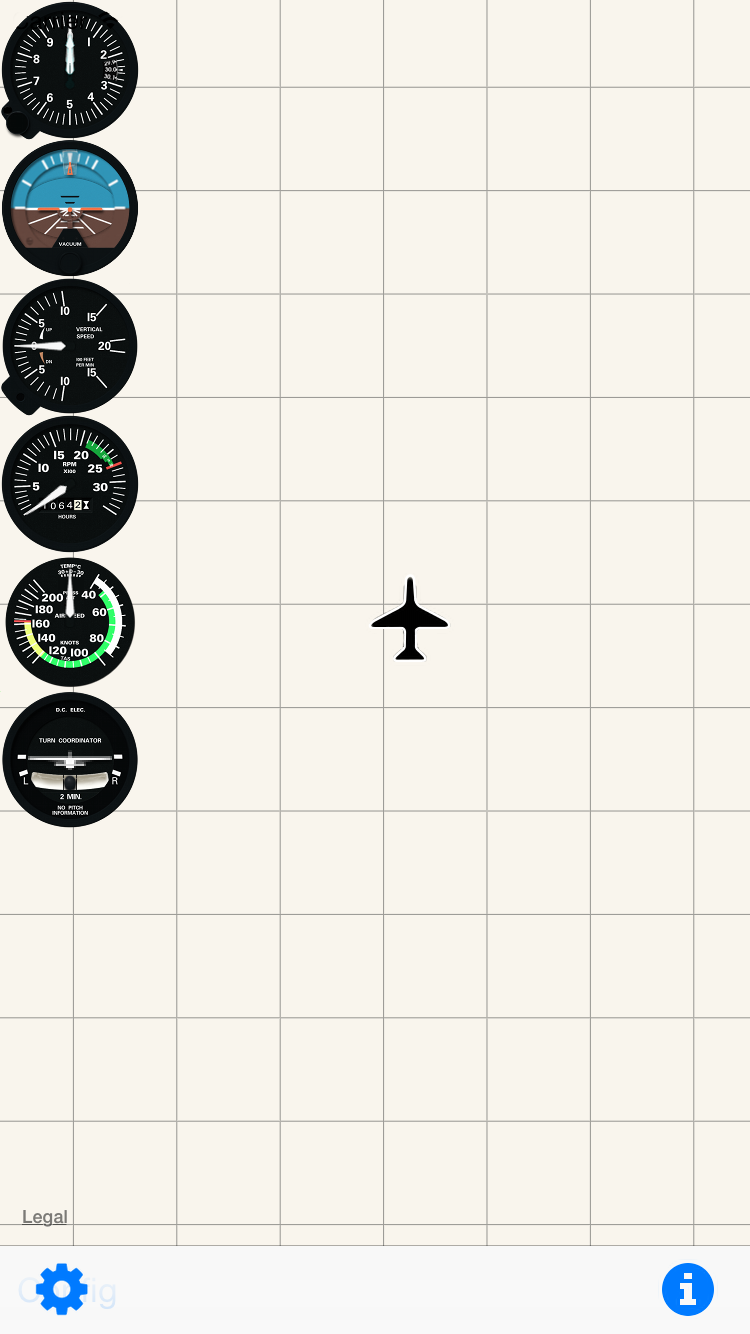 9 1
8 2
7 3
6 4
5
VACUUM
10
5 UP 15
VERTICAL
SPEED
20
DN 100 FEET
PER MIN
5 15
10
15 20
10 RPM 25
X100
5 30
0642
HOURS
TEMP°C
200 40
180 60
160
140 KNOTS 80
120 100
TAS
D.C. ELEC.
TURN COORDINATOR
L R
2 MIN.
NO PITCH
INFORMATION
Legal